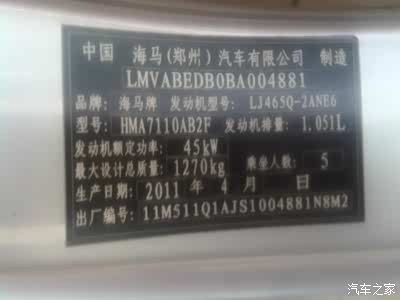 中国 海马(郑州)汽车有限公司 制造
LMVABEDB0BA004881
品牌: 海马牌 发动机型号: LJ465Q-2ANE6
型号: HMA7110AB2F 发动机排量: 1.051L
发动机额定功率: 45kW
最大设计总质量: 1270kg 乘坐人数: 5
生产日期: 2011 年 4 月 日
出厂编号: 11M511Q1AJS1004881N8M2
汽车之家